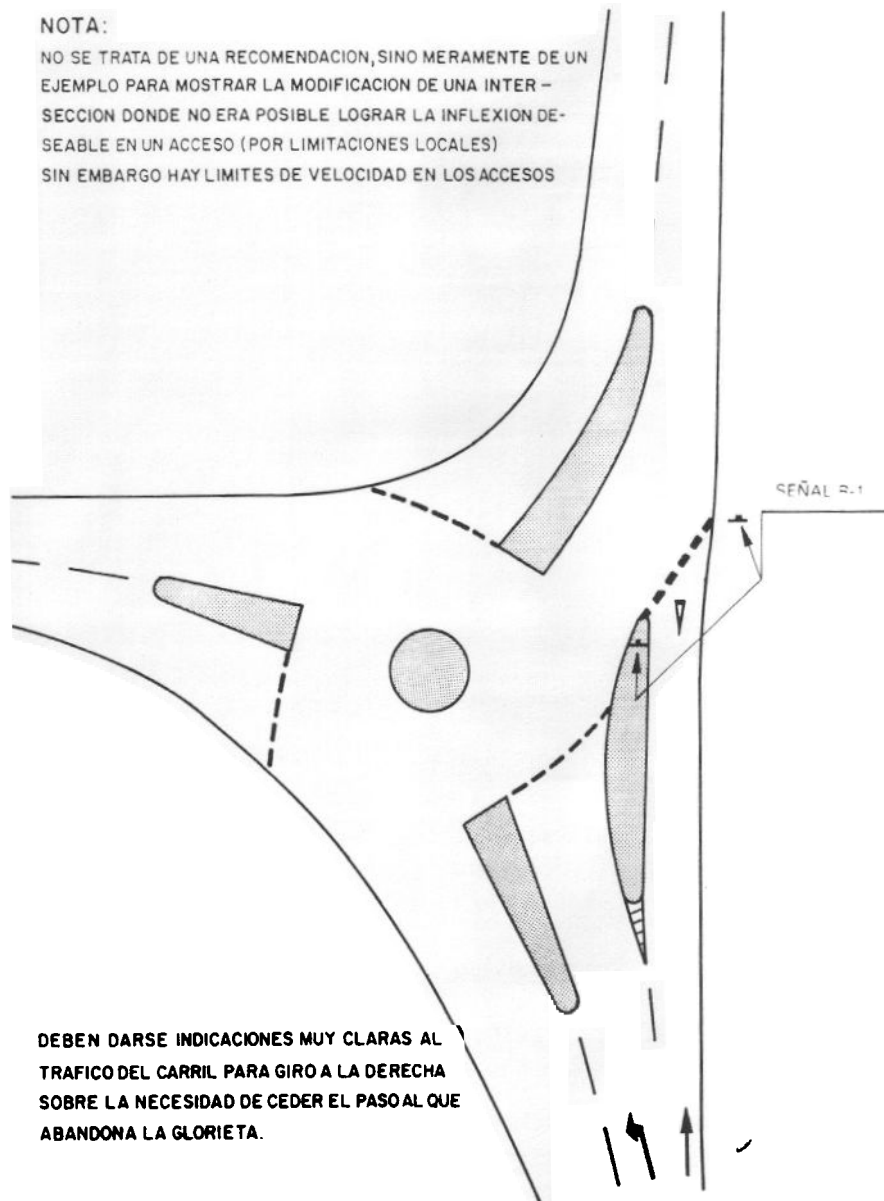 NOTA:
NO SE TRATA DE UNA RECOMENDACION, SINO MERAMENTE DE UN
EJEMPLO PARA MOSTRAR LA MODIFICACION DE UNA INTER-
SECCION DONDE NO ERA POSIBLE LOGRAR LA INFLEXION DE-
SEABLE EN UN ACCESO (POR LIMITACIONES LOCALES)
SIN EMBARGO HAY LIMITES DE VELOCIDAD EN LOS ACCESOS
SEÑAL R-1
DEBEN DARSE INDICACIONES MUY CLARAS AL
TRAFICO DEL CARRIL PARA GIRO A LA DERECHA
SOBRE LA NECESIDAD DE CEDER EL PASO AL QUE
ABANDONA LA GLORIETA.